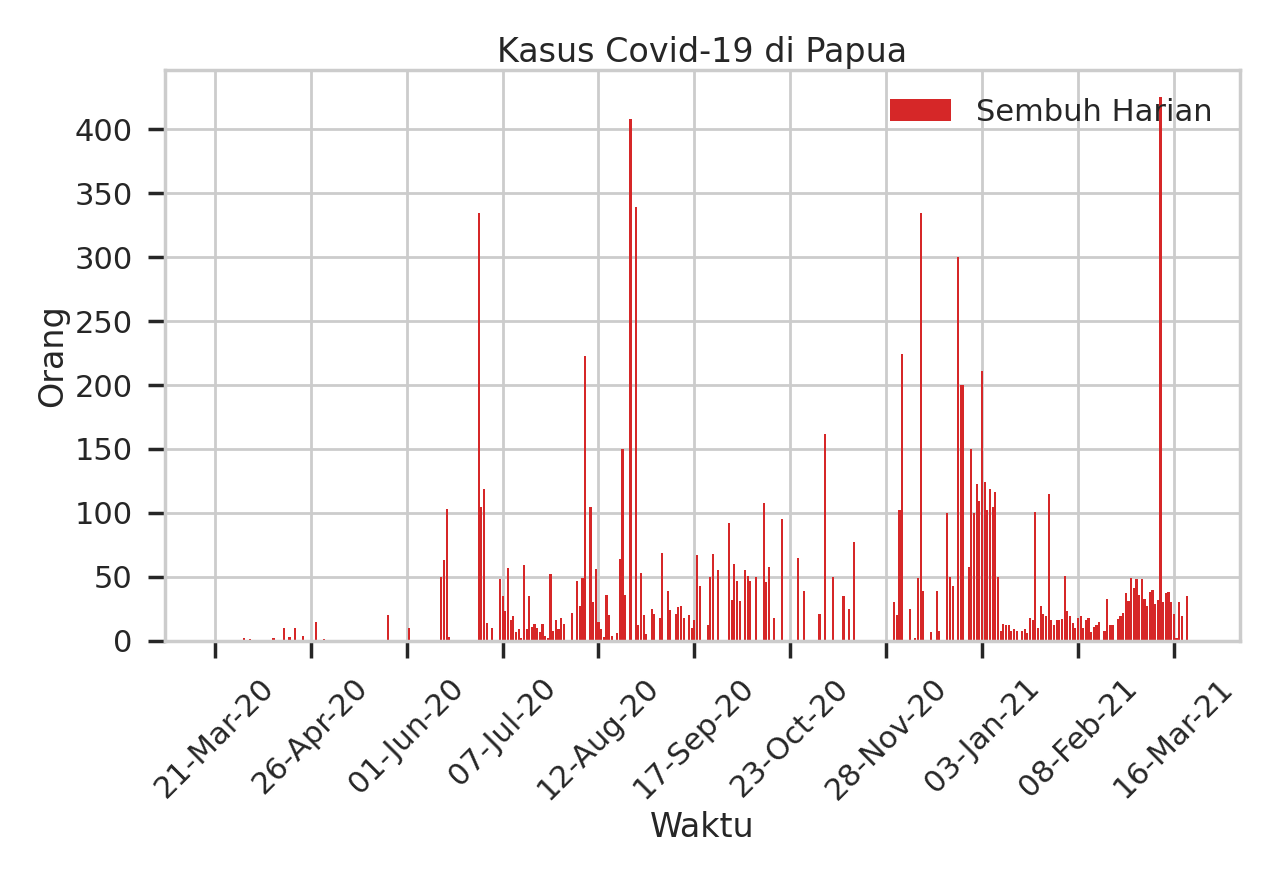 Kasus Covid-19 di Papua
Sembuh Harian
Orang
400
350
300
250
200
150
100
50
0
21-Mar-20
26-Apr-20
01-Jun-20
07-Jul-20
12-Aug-20
17-Sep-20
23-Oct-20
28-Nov-20
03-Jan-21
08-Feb-21
16-Mar-21
Waktu